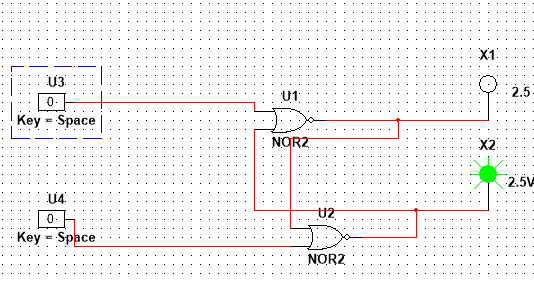 X1
2.5
U3
0
Key = Space
U1
NOR2
X2
2.5V
U4
0
Key = Space
U2
NOR2